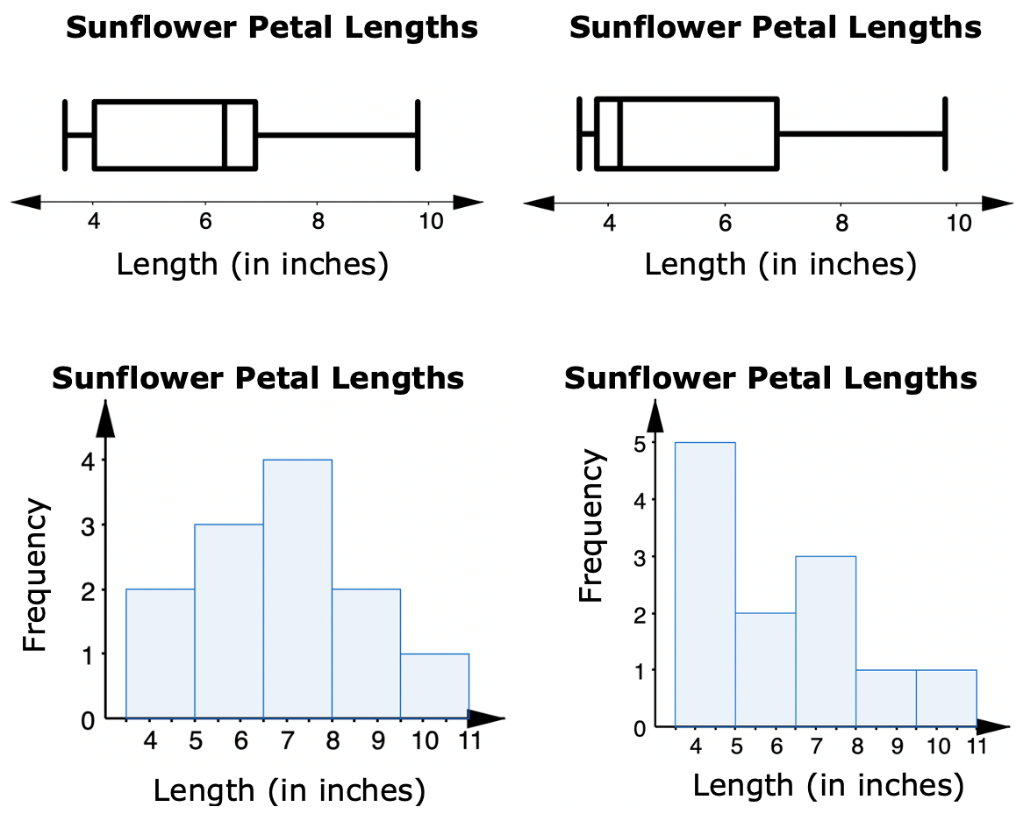 Sunflower Petal Lengths
4 6 8 10
Length (in inches)
Sunflower Petal Lengths
4 6 8 10
Length (in inches)
Sunflower Petal Lengths
Frequency
4
3
2
1
0
4 5 6 7 8 9 10 11
Length (in inches)
Sunflower Petal Lengths
Frequency
5
4
3
2
1
0
4 5 6 7 8 9 10 11
Length (in inches)